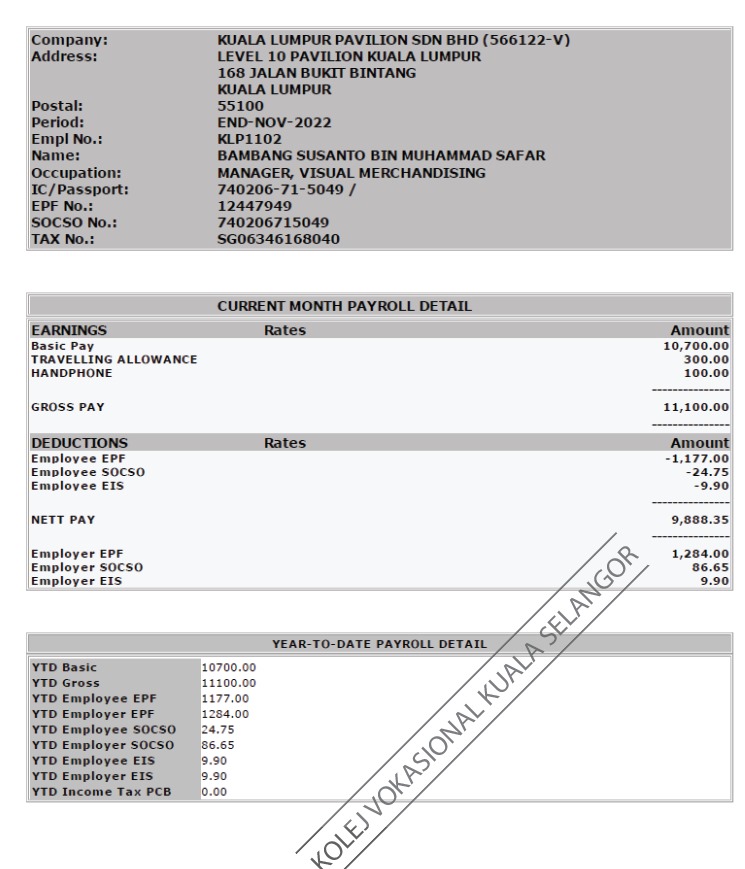 Company: KUALA LUMPUR PAVILION SDN BHD (566122-V)
Address: LEVEL 10 PAVILION KUALA LUMPUR
168 JALAN BUKIT BINTANG
KUALA LUMPUR
Postal: 55100
Period: END-NOV-2022
Empl No.: KLP1102
Name: BAMBANG SUSANTO BIN MUHAMMAD SAFAR
Occupation: MANAGER, VISUAL MERCHANDISING
IC/Passport: 740206-71-5049 /
EPF No.: 12447949
SOCSO No.: 740206715049
TAX No.: SG06346168040
CURRENT MONTH PAYROLL DETAIL
EARNINGS Rates Amount
Basic Pay 10,700.00
TRAVELLING ALLOWANCE 300.00
HANDPHONE 100.00
---------------
GROSS PAY 11,100.00
---------------
DEDUCTIONS Rates Amount
Employee EPF -1,177.00
Employee SOCSO -24.75
Employee EIS -9.90
---------------
NETT PAY 9,888.35
---------------
Employer EPF 1,284.00
Employer SOCSO 86.65
Employer EIS 9.90
YEAR-TO-DATE PAYROLL DETAIL
YTD Basic 10700.00
YTD Gross 11100.00
YTD Employee EPF 1177.00
YTD Employer EPF 1284.00
YTD Employee SOCSO 24.75
YTD Employer SOCSO 86.65
YTD Employee EIS 9.90
YTD Employer EIS 9.90
YTD Income Tax PCB 0.00
KOLEJ VOKASIONAL KUALA SELANGOR